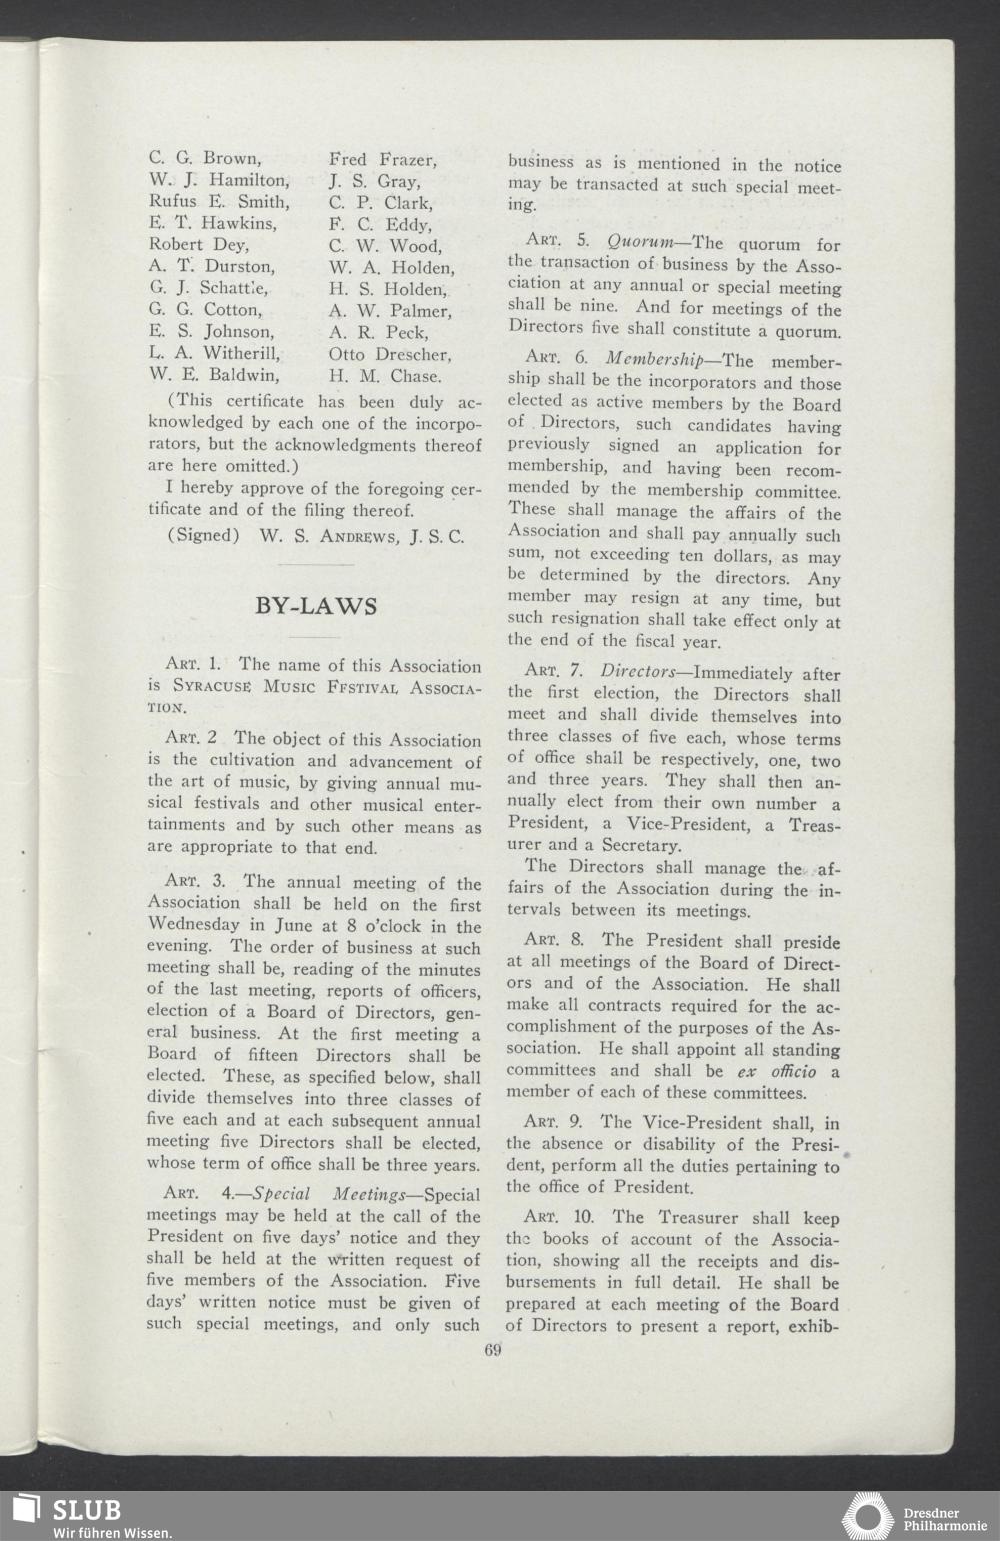 C. G. Brown,
W. J. Hamilton,
Rufus E. Smith,
E. T. Hawkins,
Robert Dey,
A. T. Durston,
G. J. Schattle,
G. G. Cotton,
E. S. Johnson,
L. A. Witherill,
W. E. Baldwin,
Fred Frazer,
J. S. Gray,
C. P. Clark,
F. C. Eddy,
C. W. Wood,
W. A. Holden,
H. S. Holden,
A. W. Palmer,
A. R. Peck,
Otto Drescher,
H. M. Chase.
(This certificate has been duly ac-
knowledged by each one of the incorpo-
rators, but the acknowledgments thereof
are here omitted.)
I hereby approve of the foregoing cer-
tificate and of the filing thereof.
(Signed) W. S. ANDREWS, J. S. C.
BY-LAWS
ART. 1. The name of this Association
is SYRACUSE MUSIC FFSTIVAL ASSOCIA-
TION.
ART. 2 The object of this Association
is the cultivation and advancement of
the art of music, by giving annual mu-
sical festivals and other musical enter-
tainments and by such other means as
are appropriate to that end.
ART. 3. The annual meeting of the
Association shall be held on the first
Wednesday in June at 8 o'clock in the
evening. The order of business at such
meeting shall be, reading of the minutes
of the last meeting, reports of officers,
election of a Board of Directors, gen-
eral business. At the first meeting a
Board of fifteen Directors shall be
elected. These, as specified below, shall
divide themselves into three classes of
five each and at each subsequent annual
meeting five Directors shall be elected,
whose term of office shall be three years.
ART. 4.—Special Meetings—Special
meetings may be held at the call of the
President on five days' notice and they
shall be held at the written request of
five members of the Association. Five
days' written notice must be given of
such special meetings, and only such
business as is mentioned in the notice
may be transacted at such special meet-
ing.
ART. 5. Quorum—The quorum for
the transaction of business by the Asso-
ciation at any annual or special meeting
shall be nine. And for meetings of the
Directors five shall constitute a quorum.
ART. 6. Membership—The member-
ship shall be the incorporators and those
elected as active members by the Board
of Directors, such candidates having
previously signed an application for
membership, and having been recom-
mended by the membership committee.
These shall manage the affairs of the
Association and shall pay annually such
sum, not exceeding ten dollars, as may
be determined by the directors. Any
member may resign at any time, but
such resignation shall take effect only at
the end of the fiscal year.
ART. 7. Directors—Immediately after
the first election, the Directors shall
meet and shall divide themselves into
three classes of five each, whose terms
of office shall be respectively, one, two
and three years. They shall then an-
nually elect from their own number a
President, a Vice-President, a Treas-
urer and a Secretary.
The Directors shall manage the af-
fairs of the Association during the in-
tervals between its meetings.
ART. 8. The President shall preside
at all meetings of the Board of Direct-
ors and of the Association. He shall
make all contracts required for the ac-
complishment of the purposes of the As-
sociation. He shall appoint all standing
committees and shall be ex officio a
member of each of these committees.
ART. 9. The Vice-President shall, in
the absence or disability of the Presi-
dent, perform all the duties pertaining to
the office of President.
ART. 10. The Treasurer shall keep
the books of account of the Associa-
tion, showing all the receipts and dis-
bursements in full detail. He shall be
prepared at each meeting of the Board
of Directors to present a report, exhib-
69
SLUB
Wir führen Wissen.
Dresdner
Philharmonie